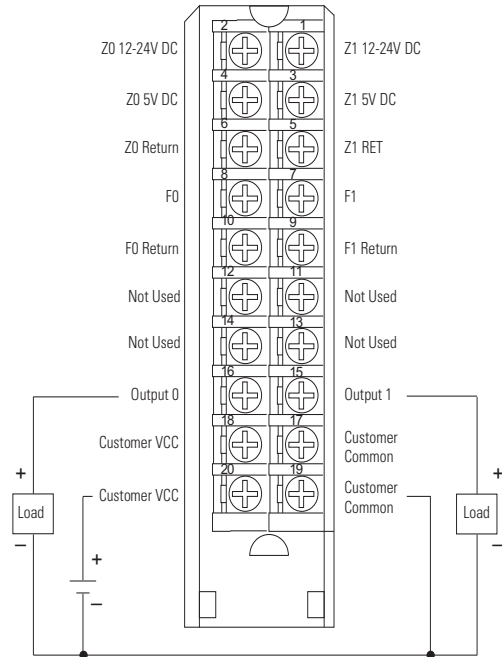 2 1
Z0 12-24V DC Z1 12-24V DC
4 3
Z0 5V DC Z1 5V DC
6 5
Z0 Return Z1 RET
8 7
F0 F1
10 9
F0 Return F1 Return
12 11
Not Used Not Used
14 13
Not Used Not Used
16 15
Output 0 Output 1
18 17
Customer VCC Customer
Common
20 19
Customer VCC Customer
Common
+ +
Load Load
– –
+
–